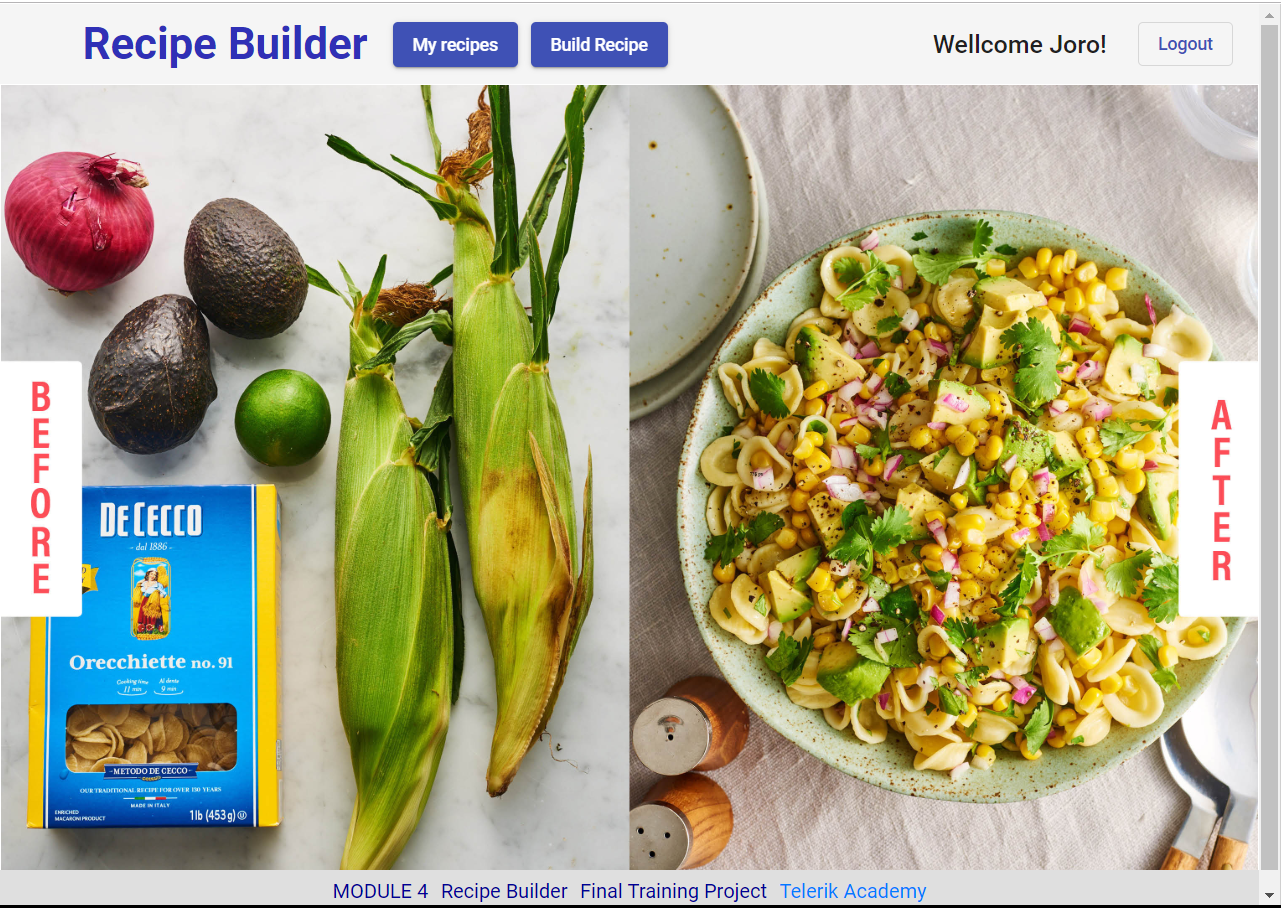 Recipe Builder
My recipes
Build Recipe
Wellcome Joro!
Logout
BEFORE
AFTER
DE CECCO
dal 1886
Orecchiette no. 91
Cooking time
11 min
Al dente
9 min
METODO DE CECCO
OUR TRADITIONAL RECIPE FOR OVER 130 YEARS
MADE IN ITALY
ENRICHED
MACARONI PRODUCT
1lb (453g)
MODULE 4 Recipe Builder Final Training Project Telerik Academy